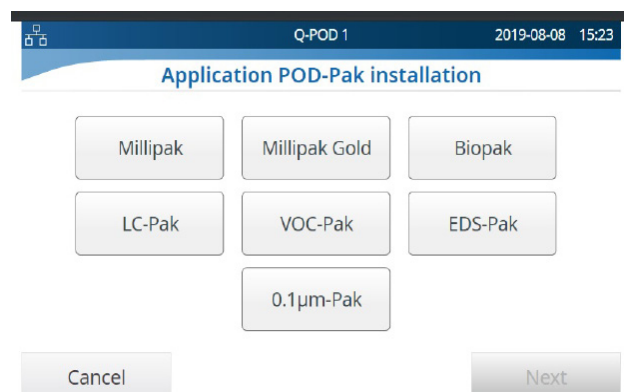 Q-POD 1 2019-08-08 15:23
Application POD-Pak installation
Millipak Millipak Gold Biopak
LC-Pak VOC-Pak EDS-Pak
0.1µm-Pak
Cancel Next